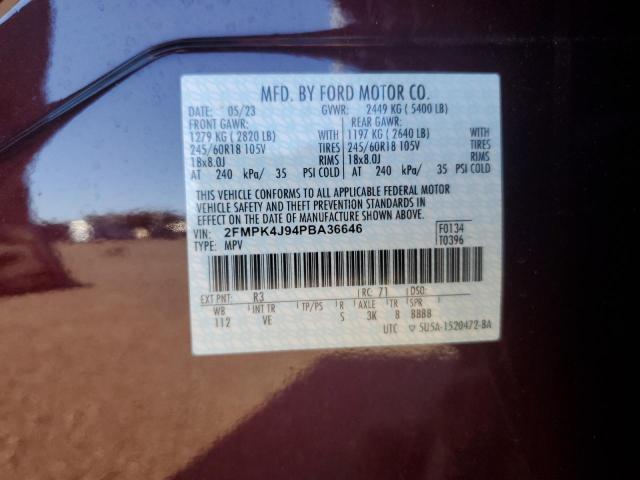 MFD. BY FORD MOTOR CO.
DATE: 05/23 GVWR: 2449 KG ( 5400 LB)
FRONT GAWR: REAR GAWR:
1279 KG ( 2820 LB) WITH 1197 KG ( 2640 LB) WITH
245/60R18 105V TIRES 245/60R18 105V TIRES
18x8.0J RIMS 18x8.0J RIMS
AT 240 kPa/ 35 PSI COLD AT 240 kPa/ 35 PSI COLD
THIS VEHICLE CONFORMS TO ALL APPLICABLE FEDERAL MOTOR
VEHICLE SAFETY AND THEFT PREVENTION STANDARDS IN
EFFECT ON THE DATE OF MANUFACTURE SHOWN ABOVE.
VIN: 2FMPK4J94PBA36646 F0134
TYPE: MPV T0396
EXT PNT: R3 RC: 71 DSO:
WB INT TR TP/PS R AXLE TR SPR
112 VE S 3K 8 BBBB
UTC ▽ 5U5A-1520472-BA